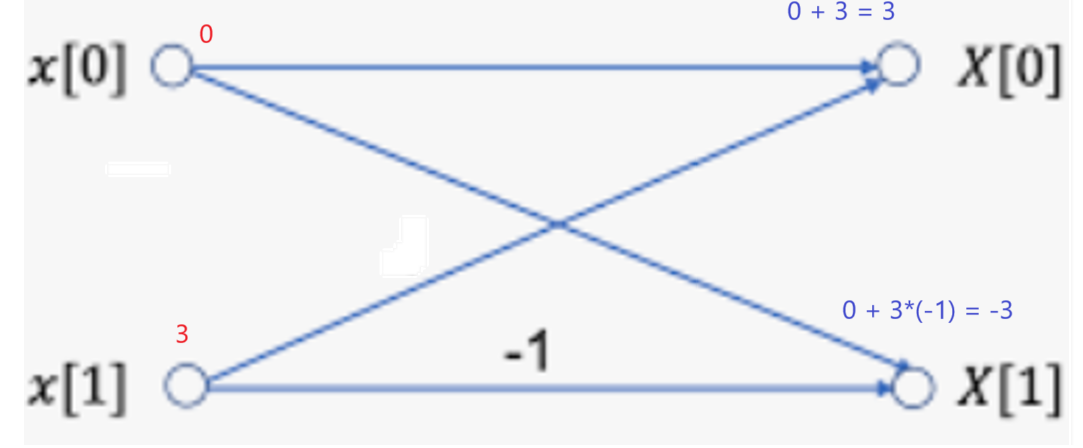 0 + 3 = 3
0
x[0]
X[0]
0 + 3*(-1) = -3
3
-1
x[1]
X[1]